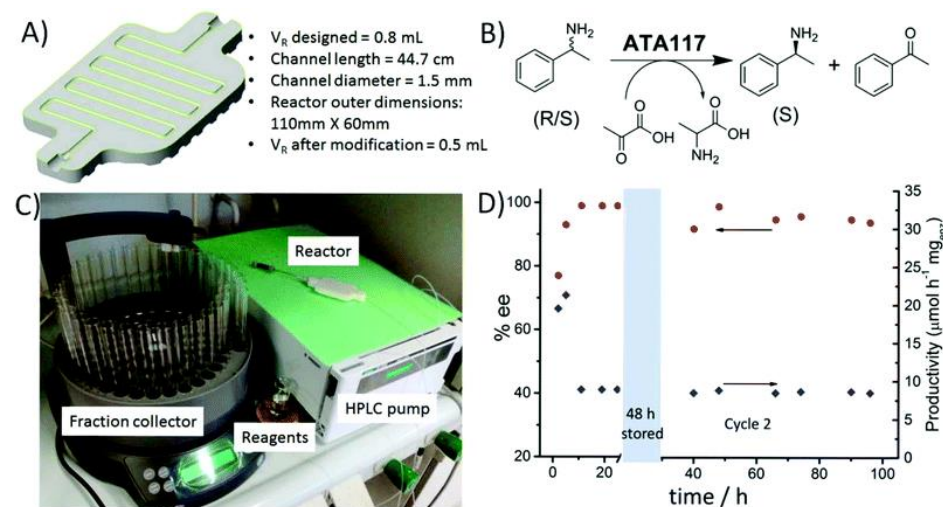 A)
• V_R designed = 0.8 mL
• Channel length = 44.7 cm
• Channel diameter = 1.5 mm
• Reactor outer dimensions:
110mm X 60mm
• V_R after modification = 0.5 mL
B)
NH₂
ATA117
NH₂
O
+
(R/S)
(S)
O
OH
O
O
OH
NH₂
C)
Reactor
HPLC pump
Fraction collector
Reagents
D)
100
80
60
40
20
% ee
35
30
25
20
15
10
5
0
Productivity (μmol h⁻¹ mg_enz)
48 h
stored
Cycle 2
0
20
40
60
80
100
time / h